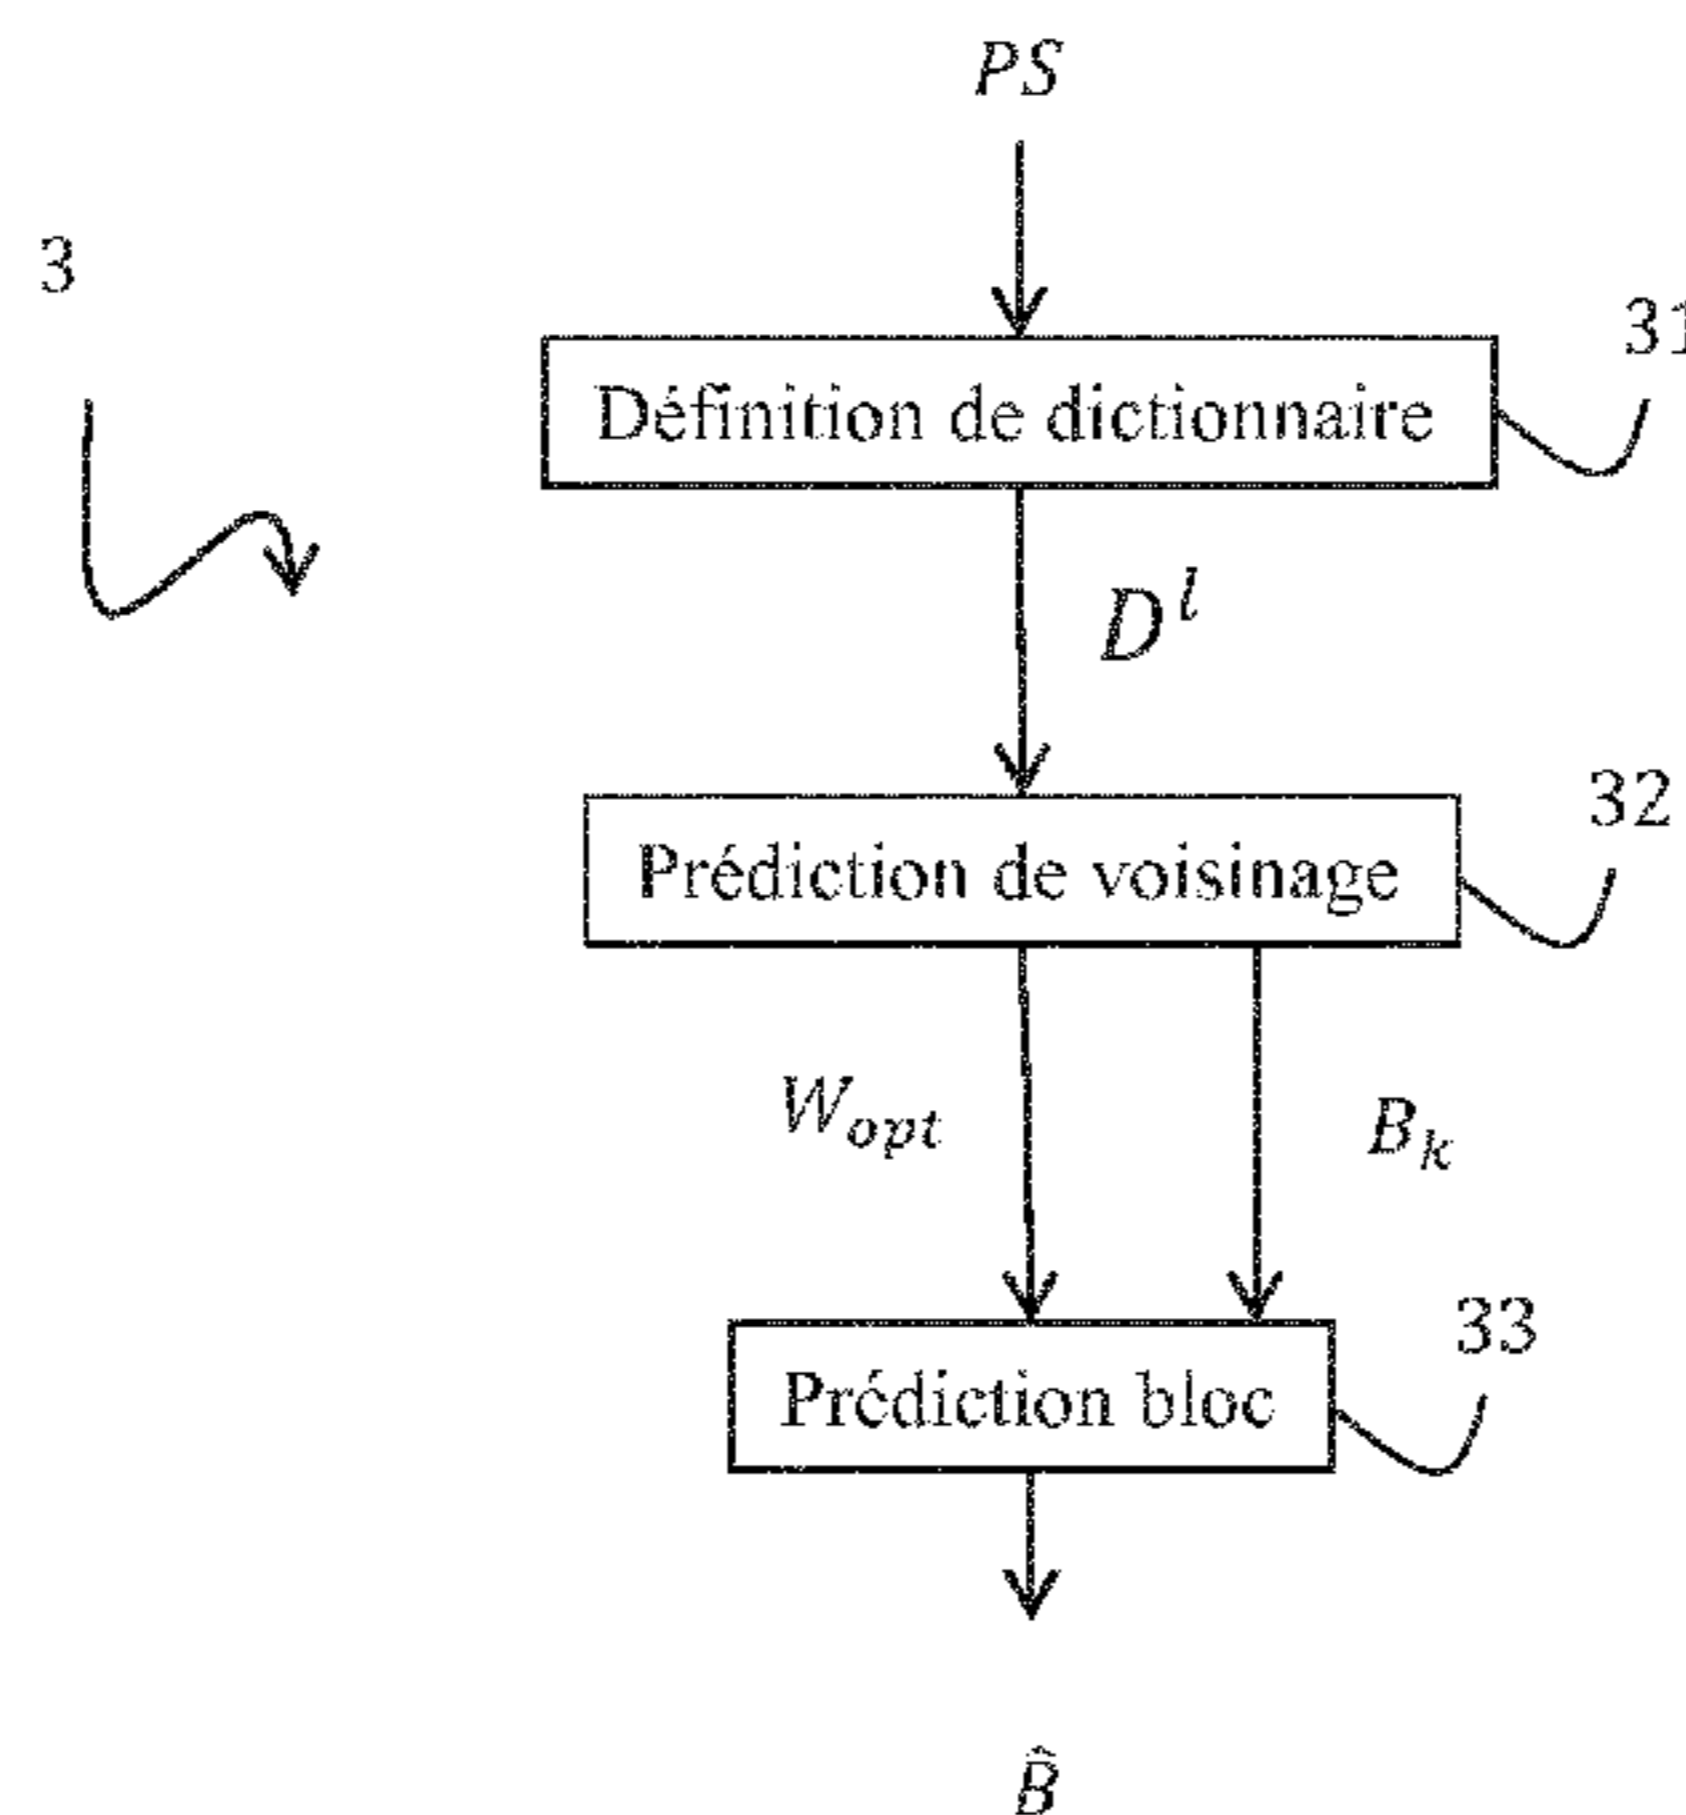 PS
3
31
Définition de dictionnaire
D^l
32
Prédiction de voisinage
W_opt
B_k
33
Prédiction bloc
B̂